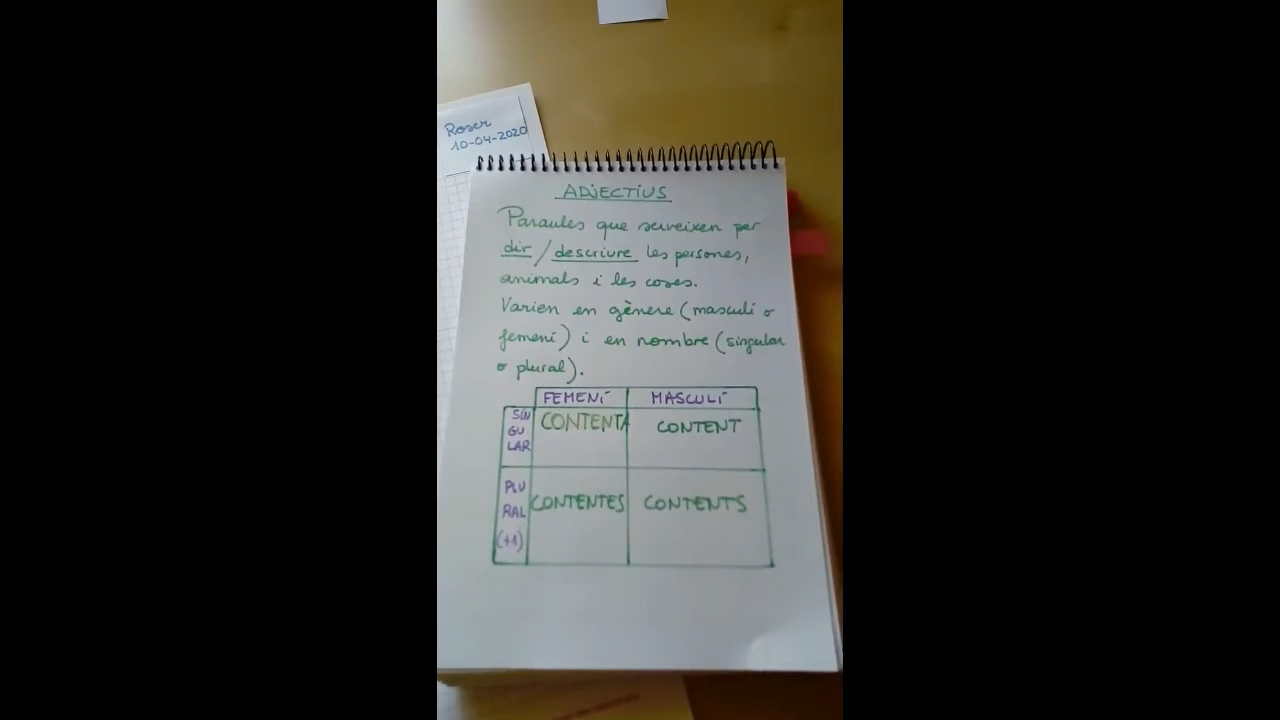 Roser
10-04-2020
ADJECTIUS
Paraules que serveixen per
dir / descriure les persones,
animals i les coses.
Varien en gènere (masculí o
femení) i en nombre (singular
o plural).
FEMENÍ MASCULÍ
SIN
GU
LAR
CONTENTA CONTENT
PLU
RAL
(+1)
CONTENTES CONTENTS